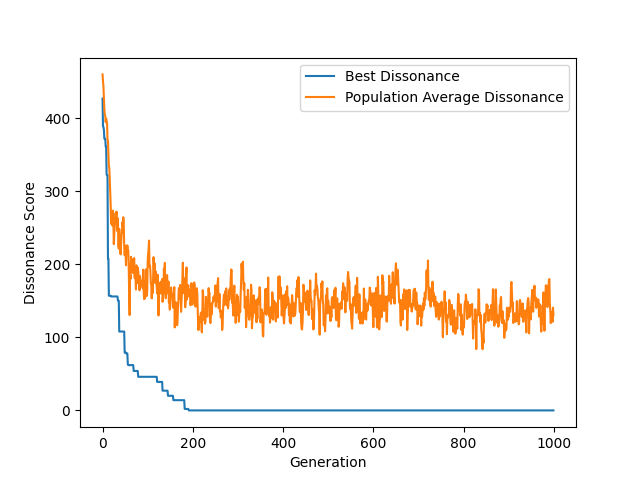 Best Dissonance
Population Average Dissonance
400
300
200
100
0
Dissonance Score
0 200 400 600 800 1000
Generation